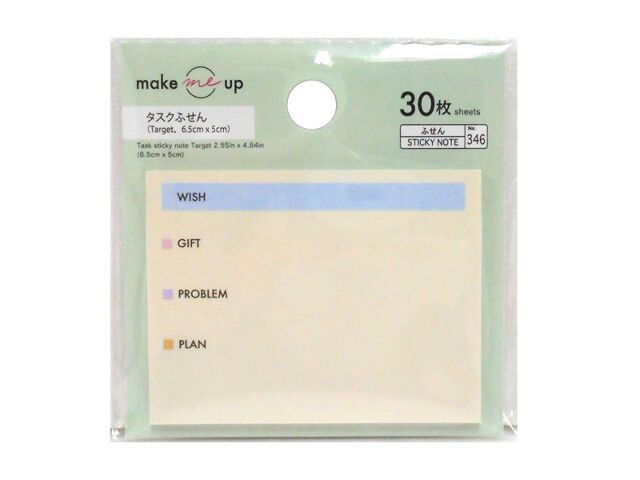 make me up
30枚 sheets
タスクふせん
(Target、6.5cm x 5cm)
ふせん
STICKY NOTE
No.
346
Task sticky note Target 2.55in x 4.84in
(6.5cm x 5cm)
WISH
GIFT
PROBLEM
PLAN